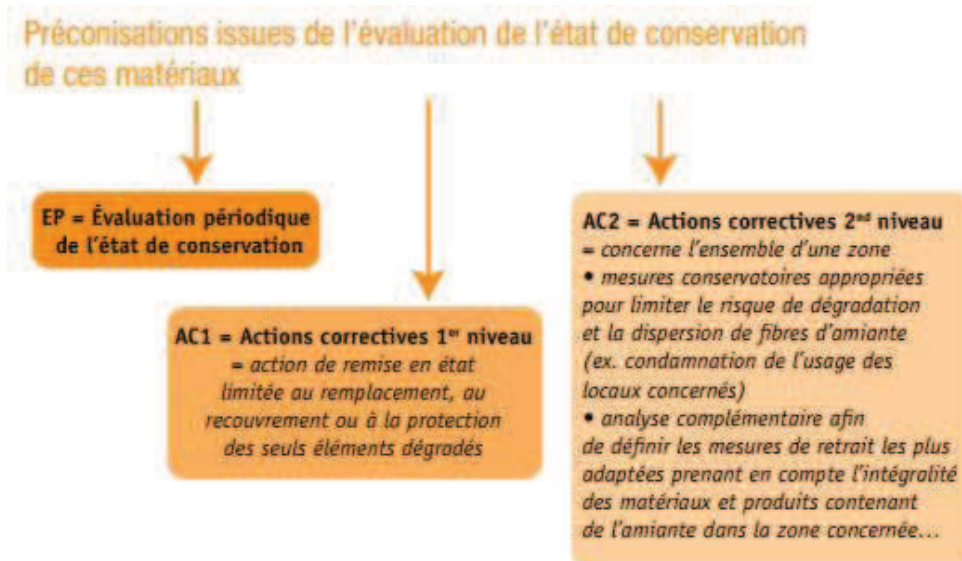 Préconisations issues de l'évaluation de l'état de conservation
de ces matériaux
EP = Évaluation périodique
de l'état de conservation
AC1 = Actions correctives 1er niveau
= action de remise en état
limitée au remplacement, au
recouvrement ou à la protection
des seuls éléments dégradés
AC2 = Actions correctives 2nd niveau
= concerne l'ensemble d'une zone
• mesures conservatoires appropriées
pour limiter le risque de dégradation
et la dispersion de fibres d'amiante
(ex. condamnation de l'usage des
locaux concernés)
• analyse complémentaire afin
de définir les mesures de retrait les plus
adaptées prenant en compte l'intégralité
des matériaux et produits contenant
de l'amiante dans la zone concernée...